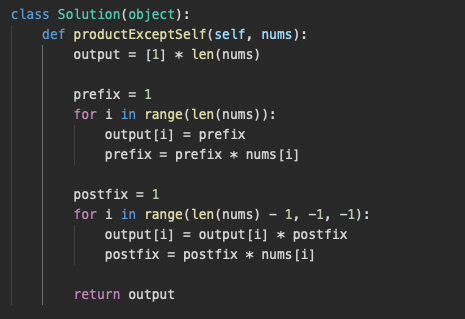 class Solution(object):
    def productExceptSelf(self, nums):
        output = [1] * len(nums)

        prefix = 1
        for i in range(len(nums)):
            output[i] = prefix
            prefix = prefix * nums[i]

        postfix = 1
        for i in range(len(nums) - 1, -1, -1):
            output[i] = output[i] * postfix
            postfix = postfix * nums[i]

        return output